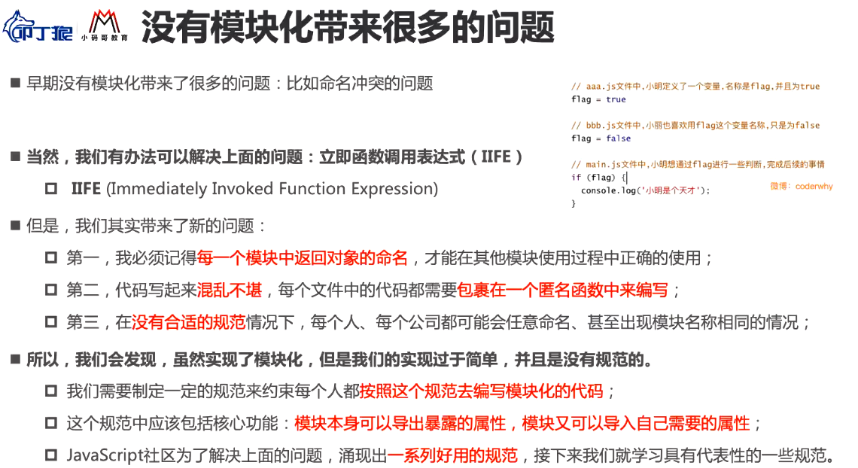 叩丁狼 小码哥教育 没有模块化带来很多的问题
■ 早期没有模块化带来了很多的问题：比如命名冲突的问题
// aaa.js文件中,小明定义了一个变量,名称是flag,并且为true
flag = true
// bbb.js文件中,小丽也喜欢用flag这个变量名称,只是为false
flag = false
// main.js文件中,小明想通过flag进行一些判断,完成后续的事情
if (flag) {
console.log('小明是个天才');
}
微博：coderwhy
■ 当然，我们有办法可以解决上面的问题：立即函数调用表达式（IIFE）
IIFE (Immediately Invoked Function Expression)
■ 但是，我们其实带来了新的问题：
第一，我必须记得每一个模块中返回对象的命名，才能在其他模块使用过程中正确的使用；
第二，代码写起来混乱不堪，每个文件中的代码都需要包裹在一个匿名函数中来编写；
第三，在没有合适的规范情况下，每个人、每个公司都可能会任意命名、甚至出现模块名称相同的情况；
■ 所以，我们会发现，虽然实现了模块化，但是我们的实现过于简单，并且是没有规范的。
我们需要制定一定的规范来约束每个人都按照这个规范去编写模块化的代码；
这个规范中应该包括核心功能：模块本身可以导出暴露的属性，模块又可以导入自己需要的属性；
JavaScript社区为了解决上面的问题，涌现出一系列好用的规范，接下来我们就学习具有代表性的一些规范。